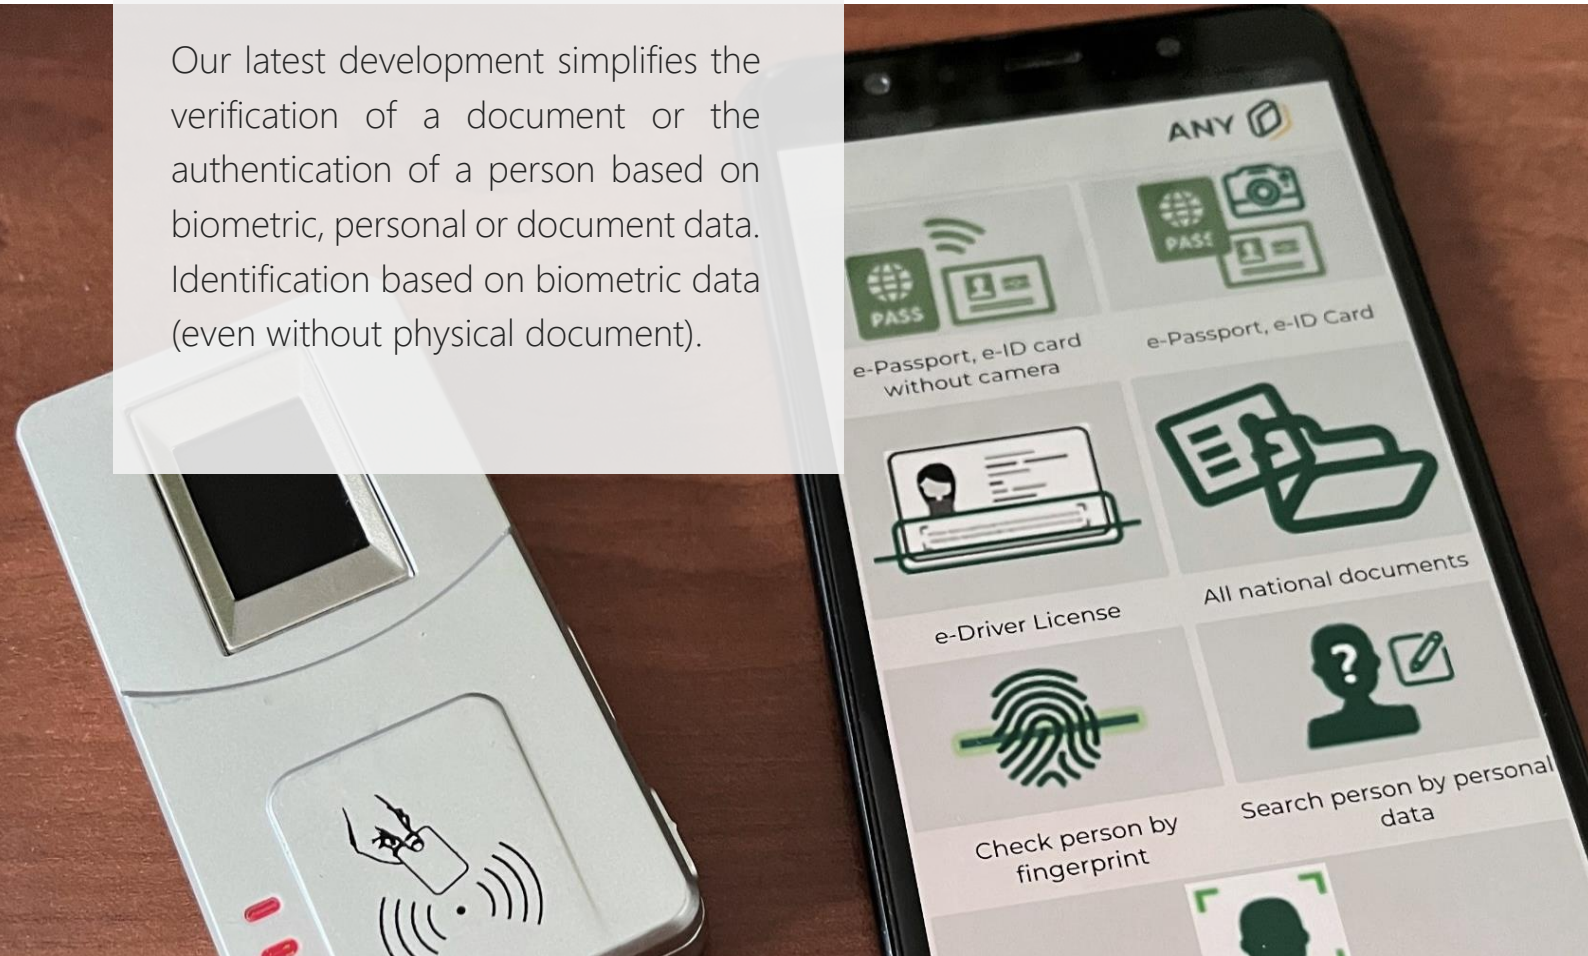 Our latest development simplifies the
verification of a document or the
authentication of a person based on
biometric, personal or document data.
Identification based on biometric data
(even without physical document).
ANY
PASS
PASS
e-Passport, e-ID card
without camera
e-Passport, e-ID Card
e-Driver License
All national documents
?
Check person by
fingerprint
Search person by personal
data